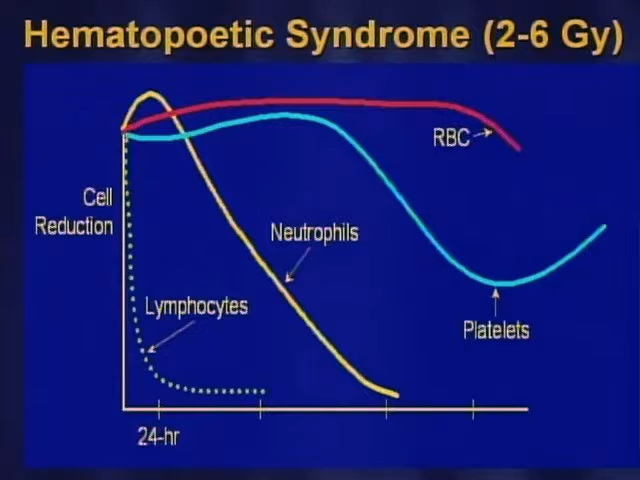 Hematopoetic Syndrome (2-6 Gy)
RBC
Cell
Reduction
Neutrophils
Lymphocytes
Platelets
24-hr